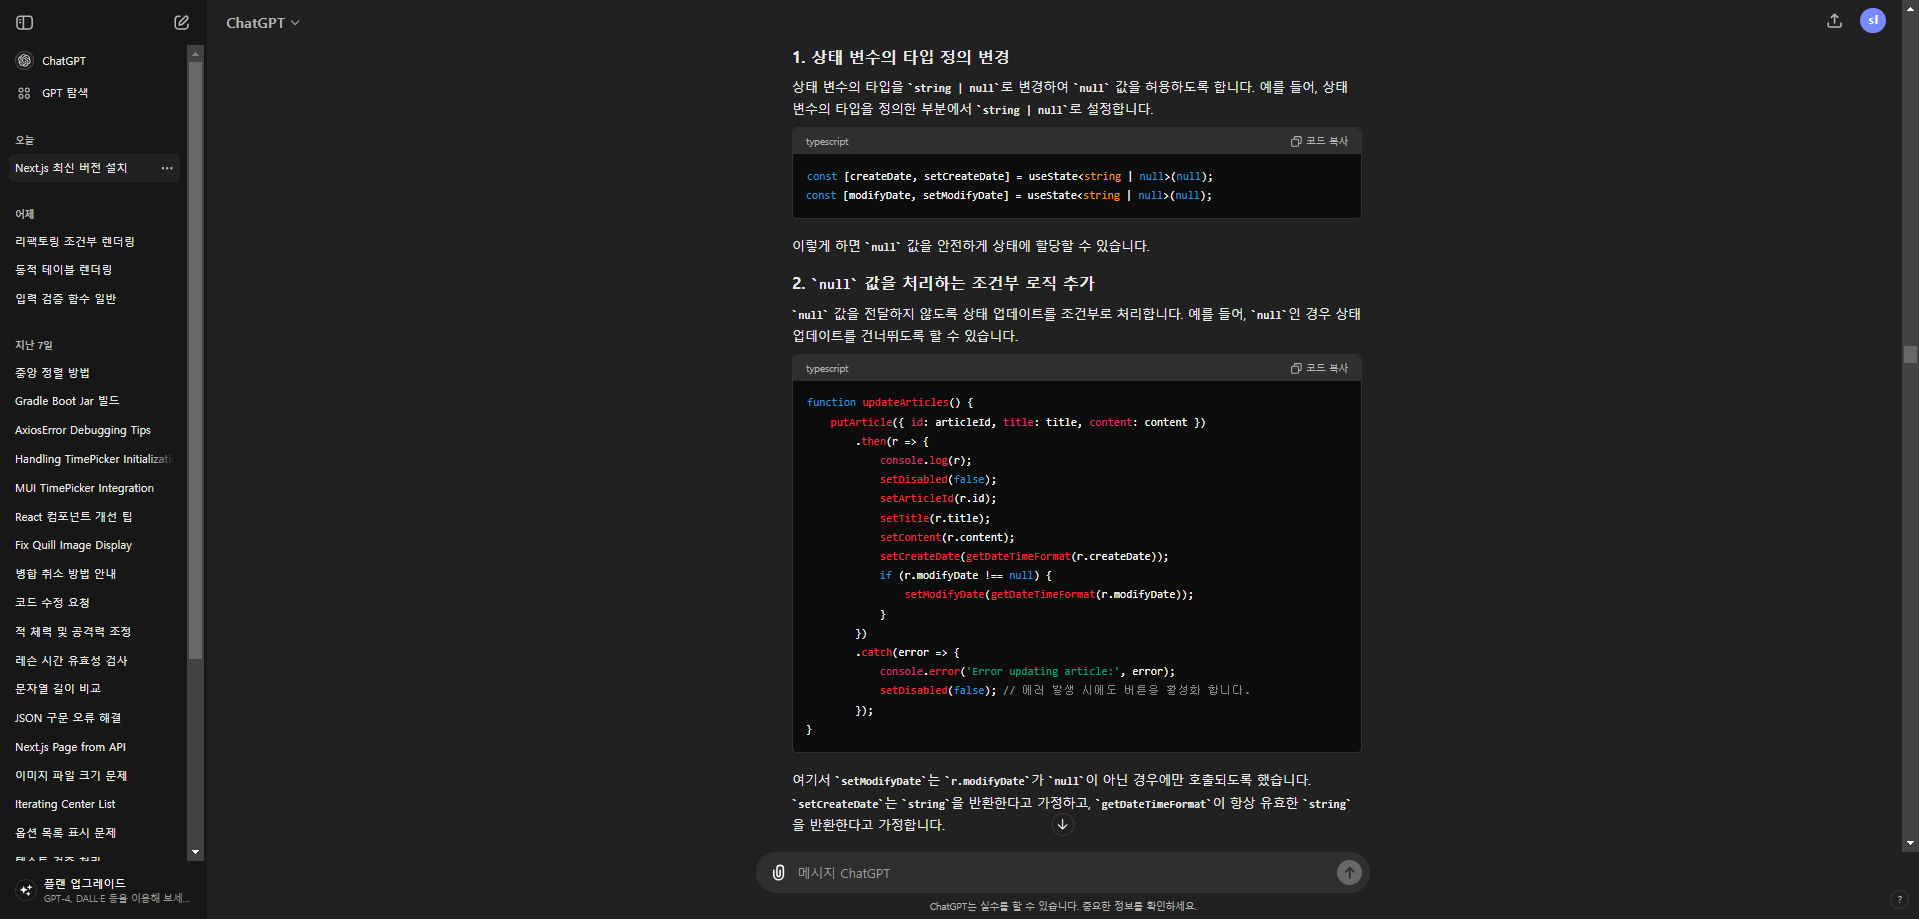 ChatGPT
GPT 탐색
오늘
Next.js 최신 버전 설치
어제
리팩토링 조건부 렌더링
동적 테이블 렌더링
입력 검증 함수 일반
지난 7일
중앙 정렬 방법
Gradle Boot Jar 빌드
AxiosError Debugging Tips
Handling TimePicker Initializati
MUI TimePicker Integration
React 컴포넌트 개선 팁
Fix Quill Image Display
병합 취소 방법 안내
코드 수정 요청
적 체력 및 공격력 조정
레슨 시간 유효성 검사
문자열 길이 비교
JSON 구문 오류 해결
Next.js Page from API
이미지 파일 크기 문제
Iterating Center List
옵션 목록 표시 문제
플랜 업그레이드
GPT-4, DALL·E 등을 이용해 보세...
ChatGPT
sl
1. 상태 변수의 타입 정의 변경
상태 변수의 타입을 `string | null`로 변경하여 `null` 값을 허용하도록 합니다. 예를 들어, 상태
변수의 타입을 정의한 부분에서 `string | null`로 설정합니다.
typescript
코드 복사
const [createDate, setCreateDate] = useState<string | null>(null);
const [modifyDate, setModifyDate] = useState<string | null>(null);
이렇게 하면 `null` 값을 안전하게 상태에 할당할 수 있습니다.
2. `null` 값을 처리하는 조건부 로직 추가
`null` 값을 전달하지 않도록 상태 업데이트를 조건부로 처리합니다. 예를 들어, `null`인 경우 상태
업데이트를 건너뛰도록 할 수 있습니다.
typescript
코드 복사
function updateArticles() {
putArticle({ id: articleId, title: title, content: content })
.then(r => {
console.log(r);
setDisabled(false);
setArticleId(r.id);
setTitle(r.title);
setContent(r.content);
setCreateDate(getDateTimeFormat(r.createDate));
if (r.modifyDate !== null) {
setModifyDate(getDateTimeFormat(r.modifyDate));
}
})
.catch(error => {
console.error('Error updating article:', error);
setDisabled(false); // 에러 발생 시에도 버튼을 활성화 합니다.
});
}
여기서 `setModifyDate`는 `r.modifyDate`가 `null`이 아닌 경우에만 호출되도록 했습니다.
`setCreateDate`는 `string`을 반환한다고 가정하고, `getDateTimeFormat`이 항상 유효한 `string`
을 반환한다고 가정합니다.
메시지 ChatGPT
ChatGPT는 실수를 할 수 있습니다. 중요한 정보를 확인하세요.
?